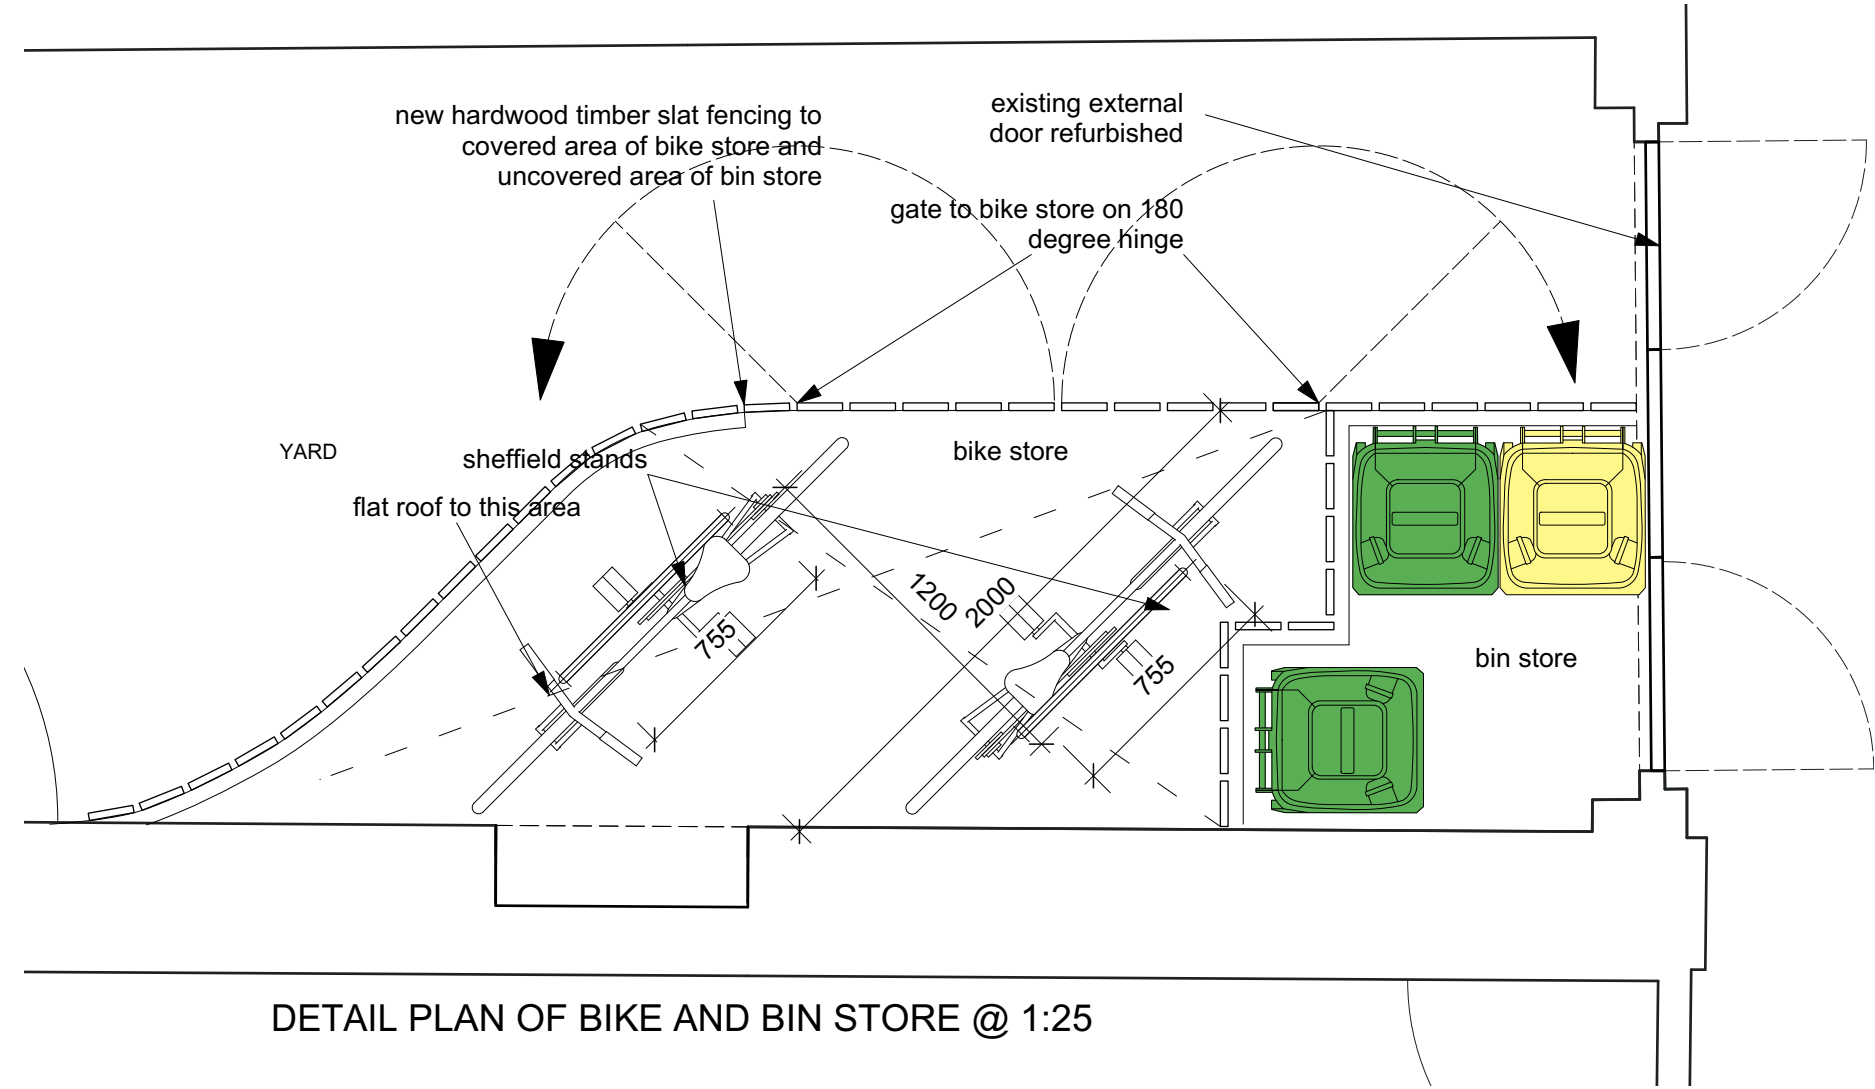 new hardwood timber slat fencing to
covered area of bike store and
uncovered area of bin store
existing external
door refurbished
gate to bike store on 180
degree hinge
YARD
sheffield stands
bike store
flat roof to this area
1200
2000
755
755
bin store
DETAIL PLAN OF BIKE AND BIN STORE @ 1:25